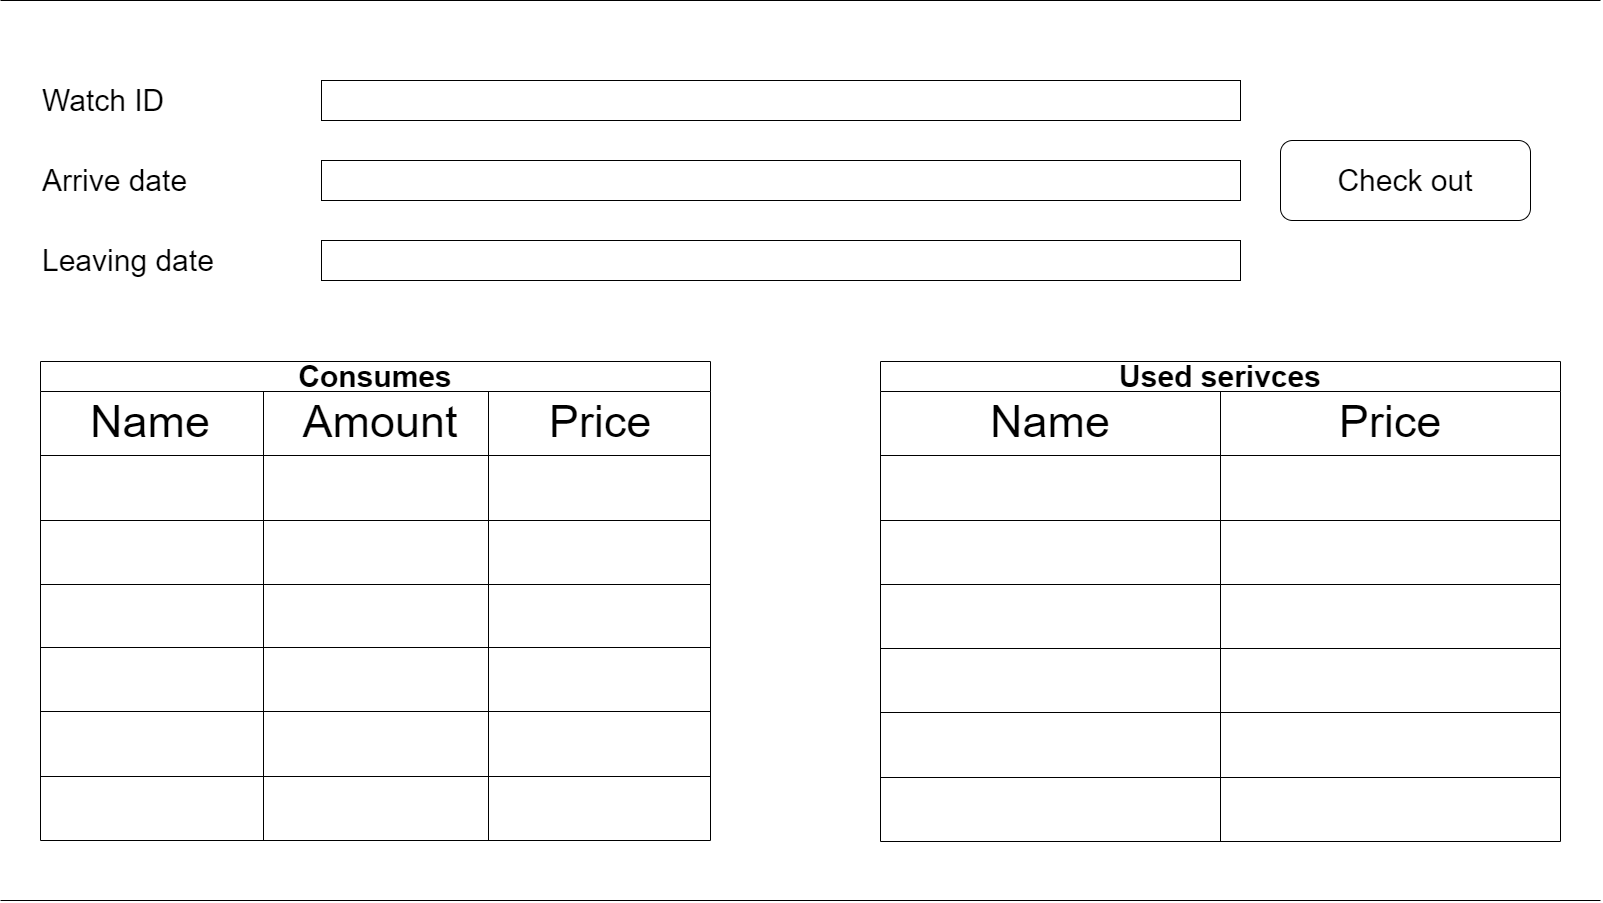 Watch ID
Arrive date
Check out
Leaving date
Consumes
Name Amount Price
Used serivces
Name Price